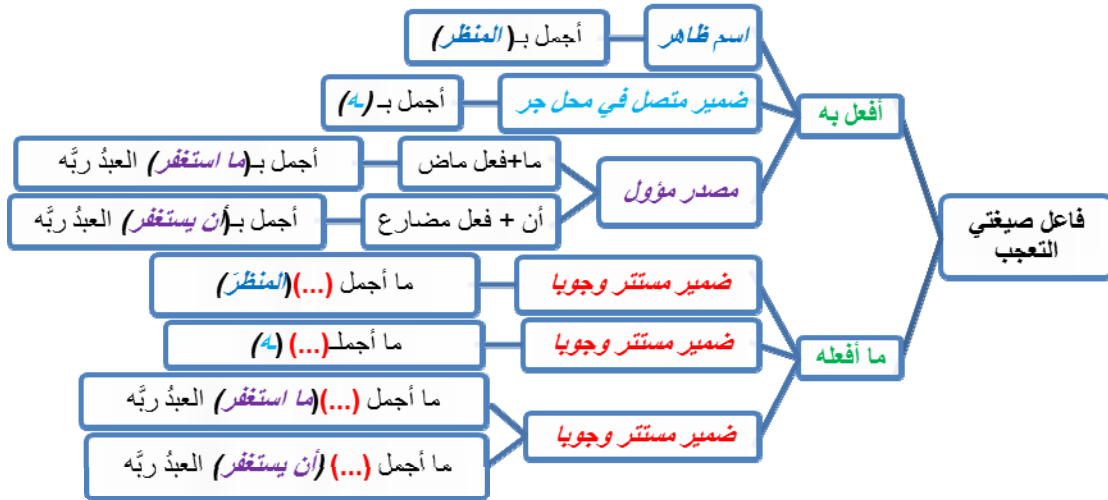 فاعل صيغتي
التعجب
أفعل به
اسم ظاهر
أجمل بـ( المنظر)
ضمير متصل في محل جر
أجمل بـ (ـه)
مصدر مؤول
ما+فعل ماض
أجمل بـ(ما استغفر) العبدُ ربَّه
أن + فعل مضارع
أجمل بـ(أن يستغفر) العبدُ ربَّه
ما أفعله
ضمير مستتر وجوبا
ما أجمل (...)(المنظرَ)
ضمير مستتر وجوبا
ما أجملـ(...) (ـه)
ضمير مستتر وجوبا
ما أجمل (...)(ما استغفر) العبدُ ربَّه
ما أجمل (...) (أن يستغفر) العبدُ ربَّه